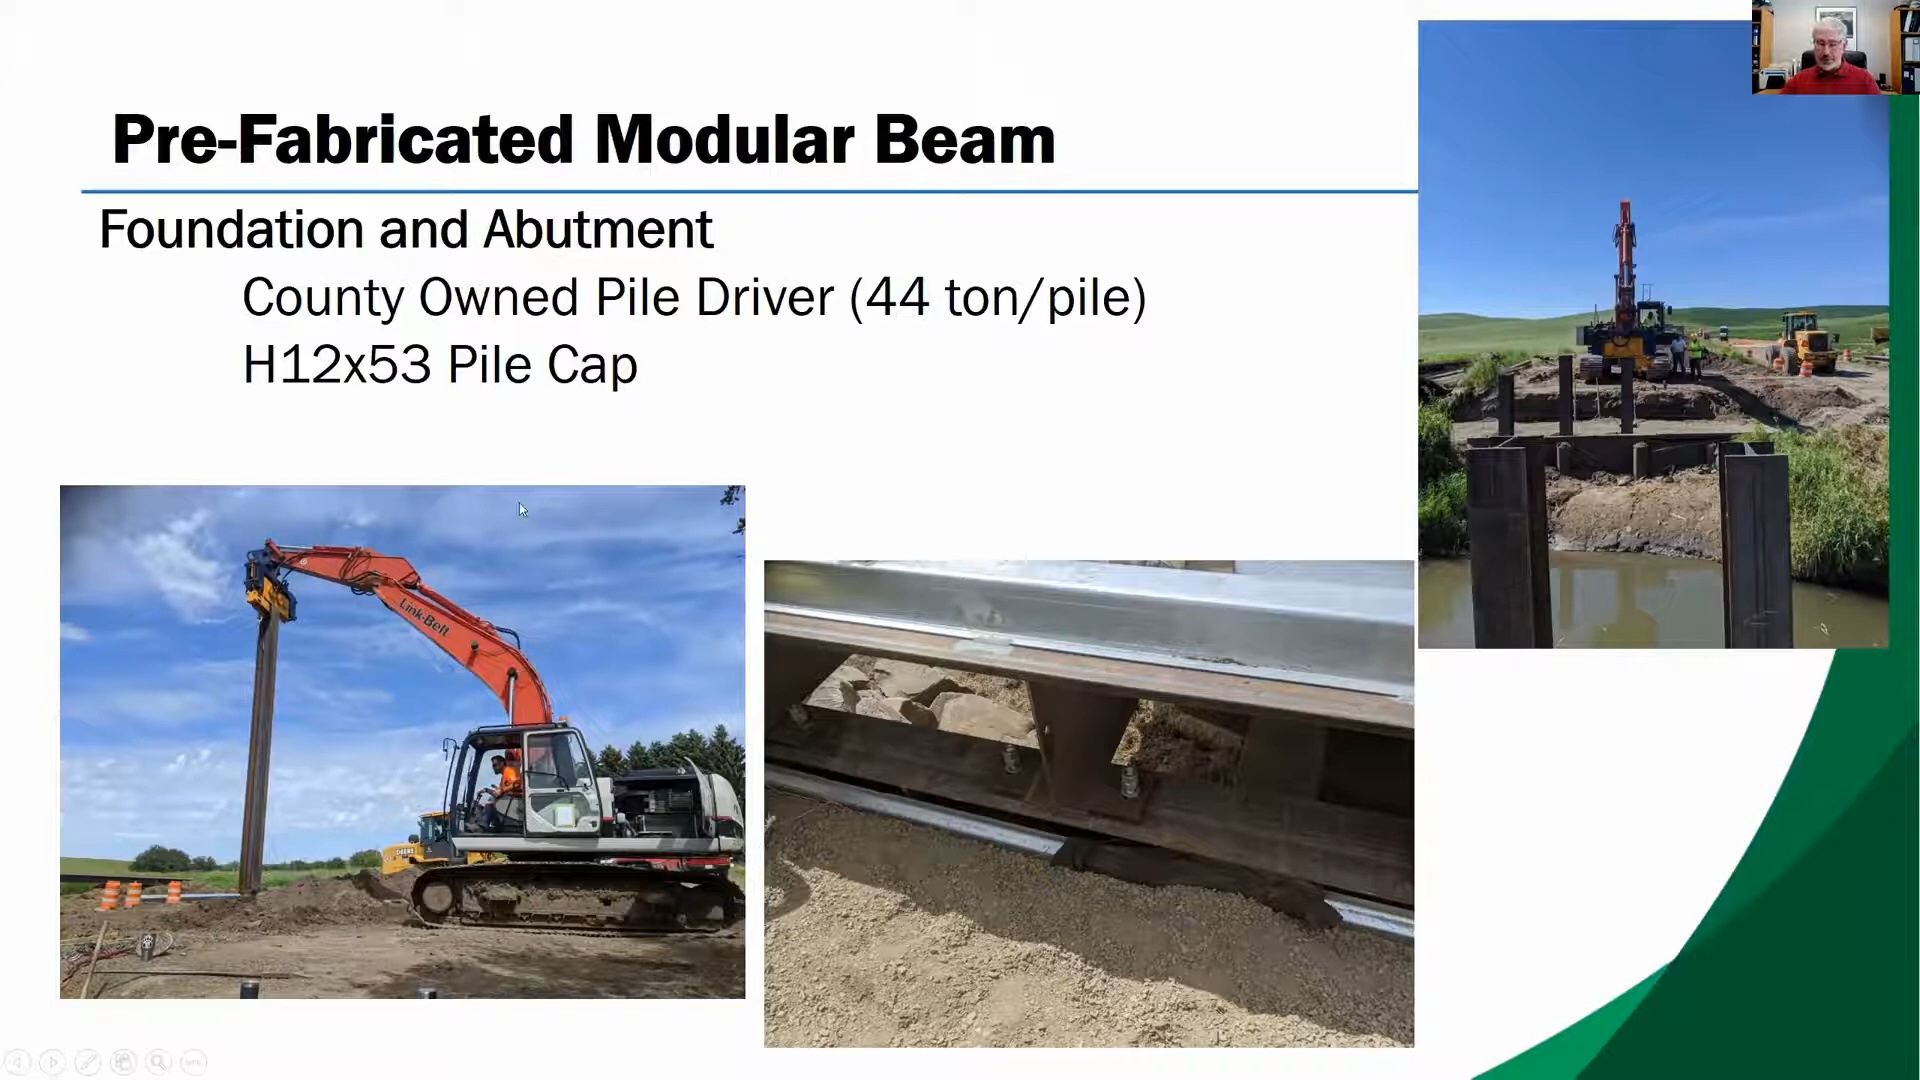 Pre-Fabricated Modular Beam
Foundation and Abutment
County Owned Pile Driver (44 ton/pile)
H12x53 Pile Cap
Link-Belt
DEERE